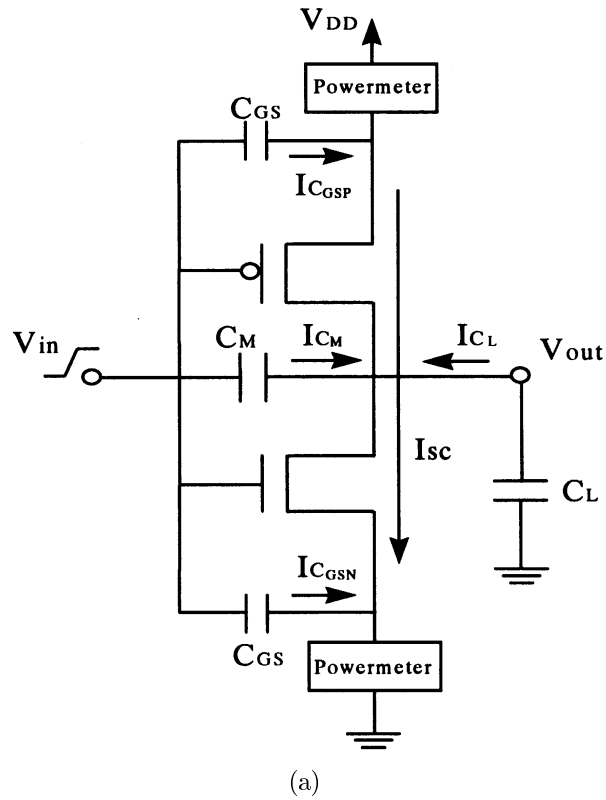 VDD
Powermeter
CGS
ICGSP
Vin
CM
ICM
ICL
Vout
Isc
CL
ICGSN
CGS
Powermeter
(a)